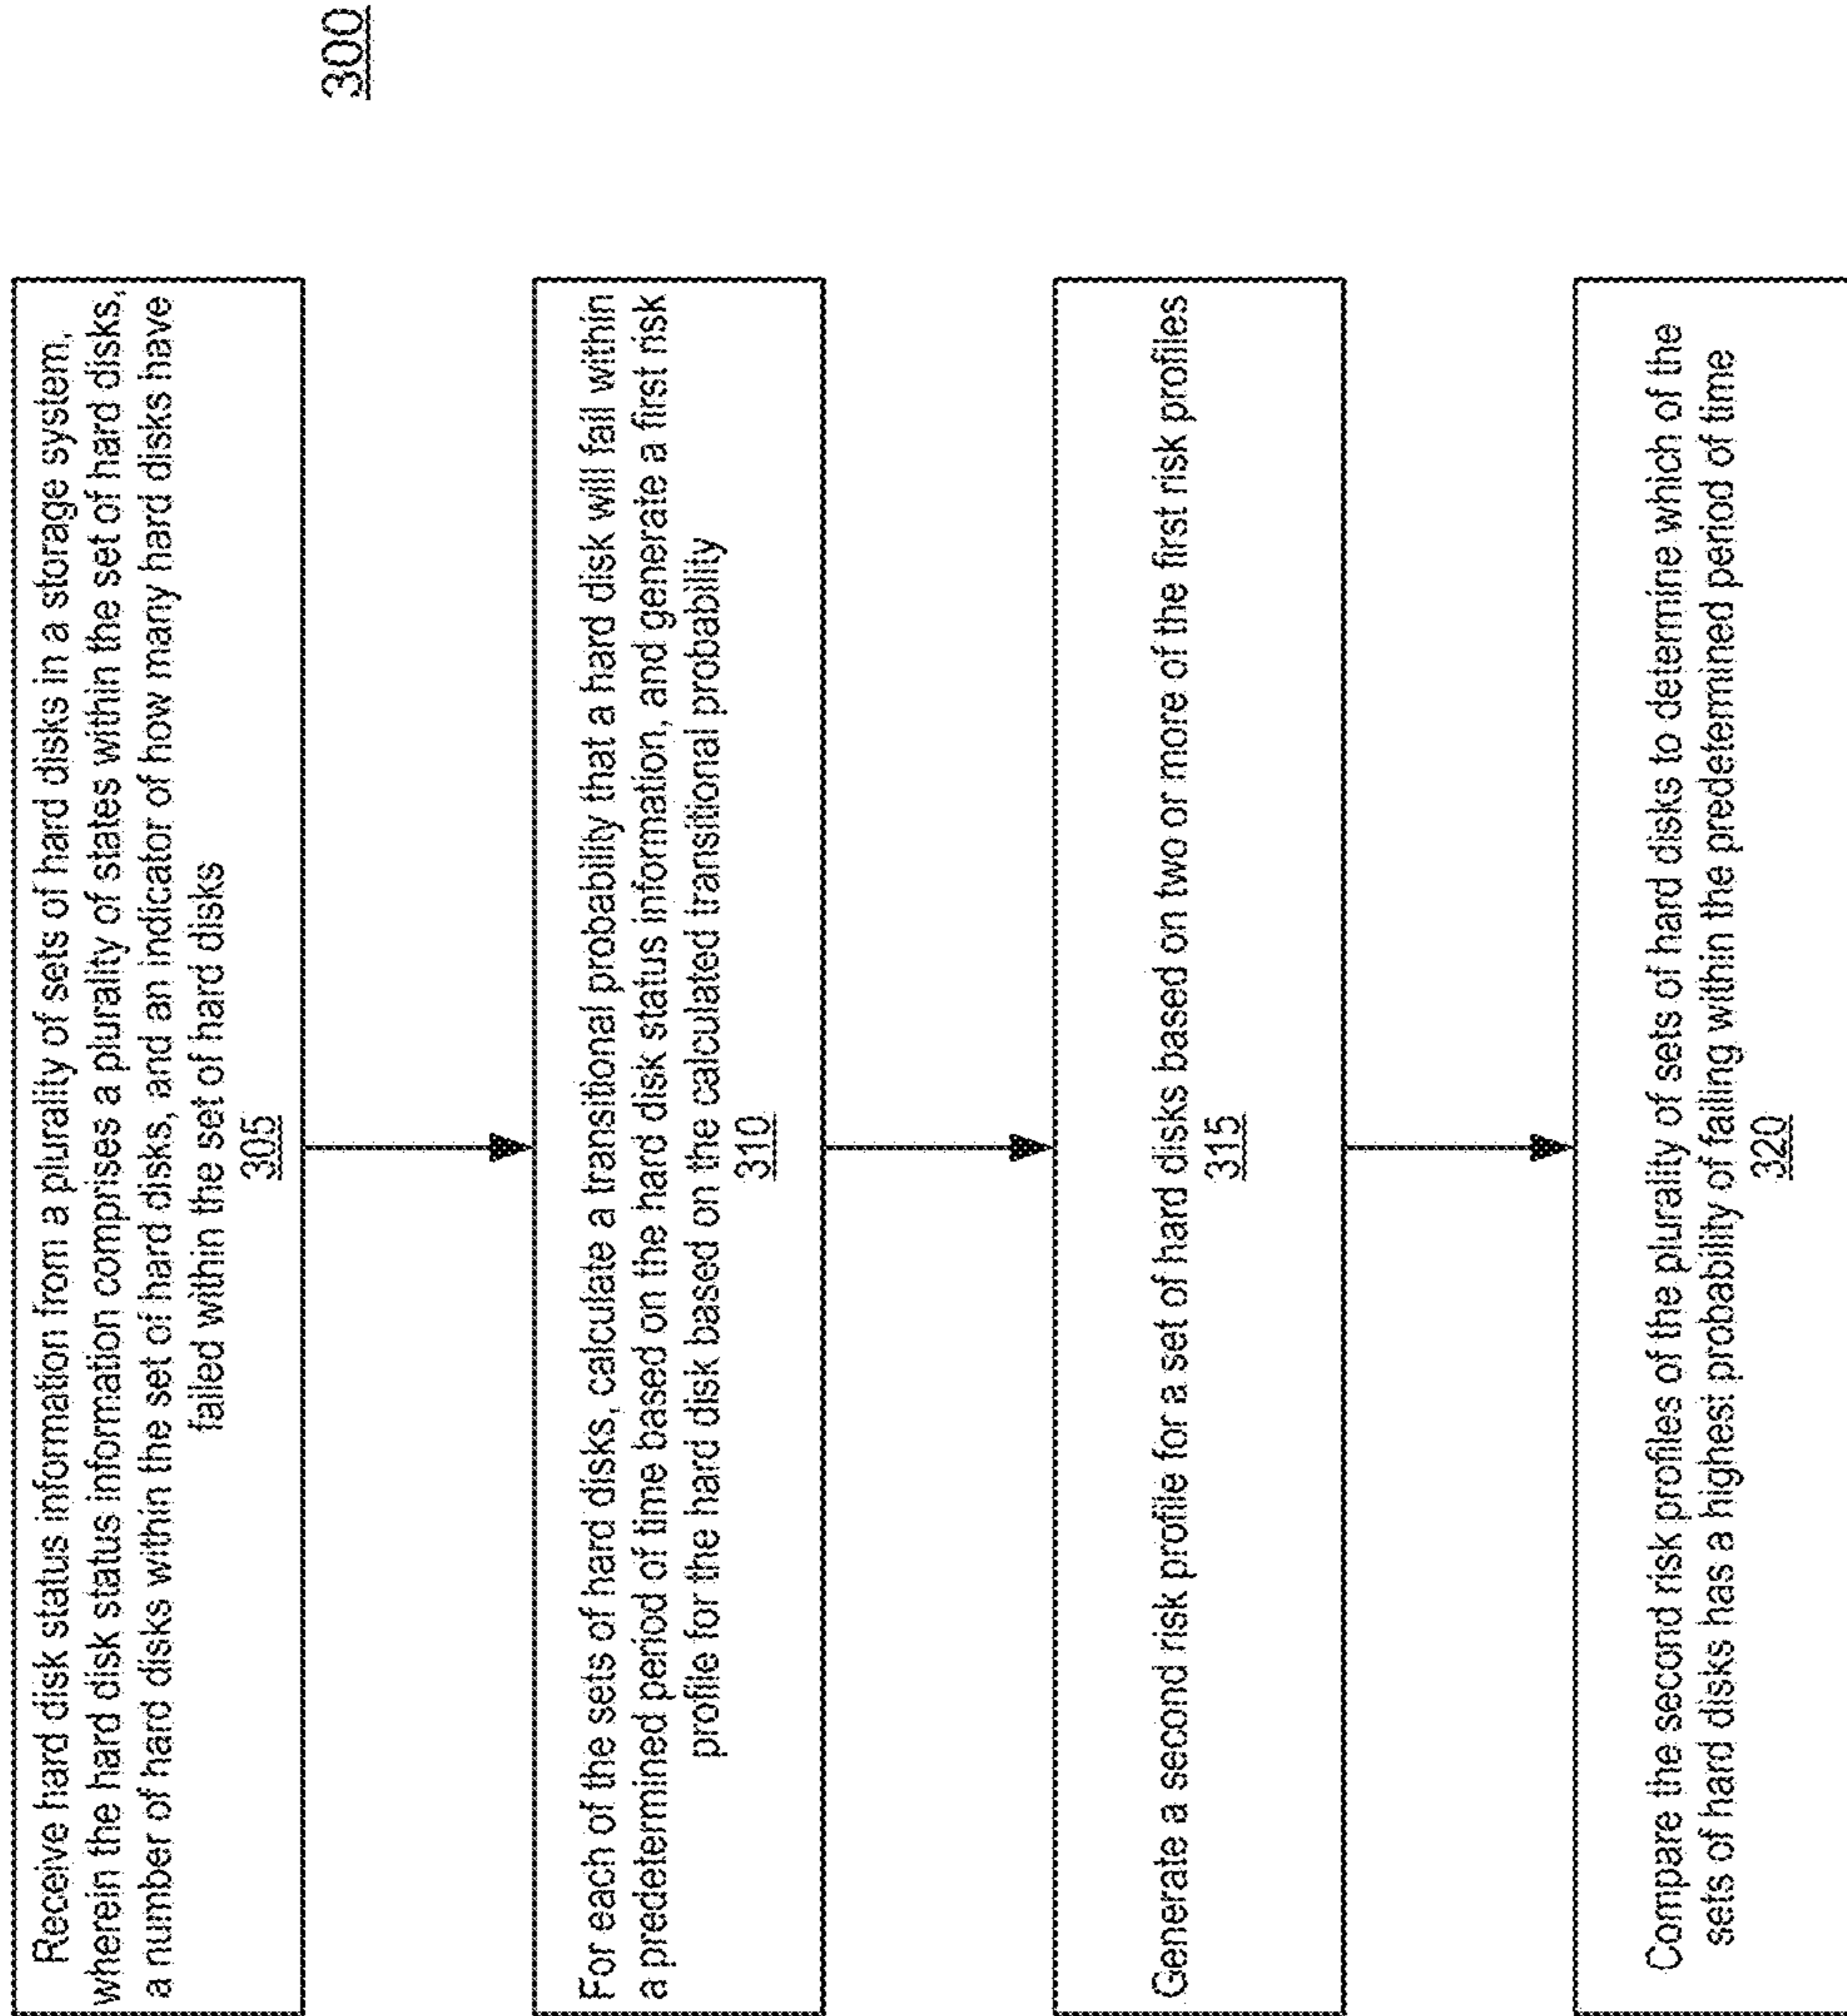 Receive hard disk status information from a plurality of sets of hard disks in a storage system,
wherein the hard disk status information comprises a plurality of states within the set of hard disks,
a number of hard disks within the set of hard disks, and an indicator of how many hard disks have
failed within the set of hard disks
305
For each of the sets of hard disks, calculate a transitional probability that a hard disk will fail within
a predetermined period of time based on the hard disk status information, and generate a first risk
profile for the hard disk based on the calculated transitional probability
310
Generate a second risk profile for a set of hard disks based on two or more of the first risk profiles
315
Compare the second risk profiles of the plurality of sets of hard disks to determine which of the
sets of hard disks has a highest probability of failing within the predetermined period of time
320
300